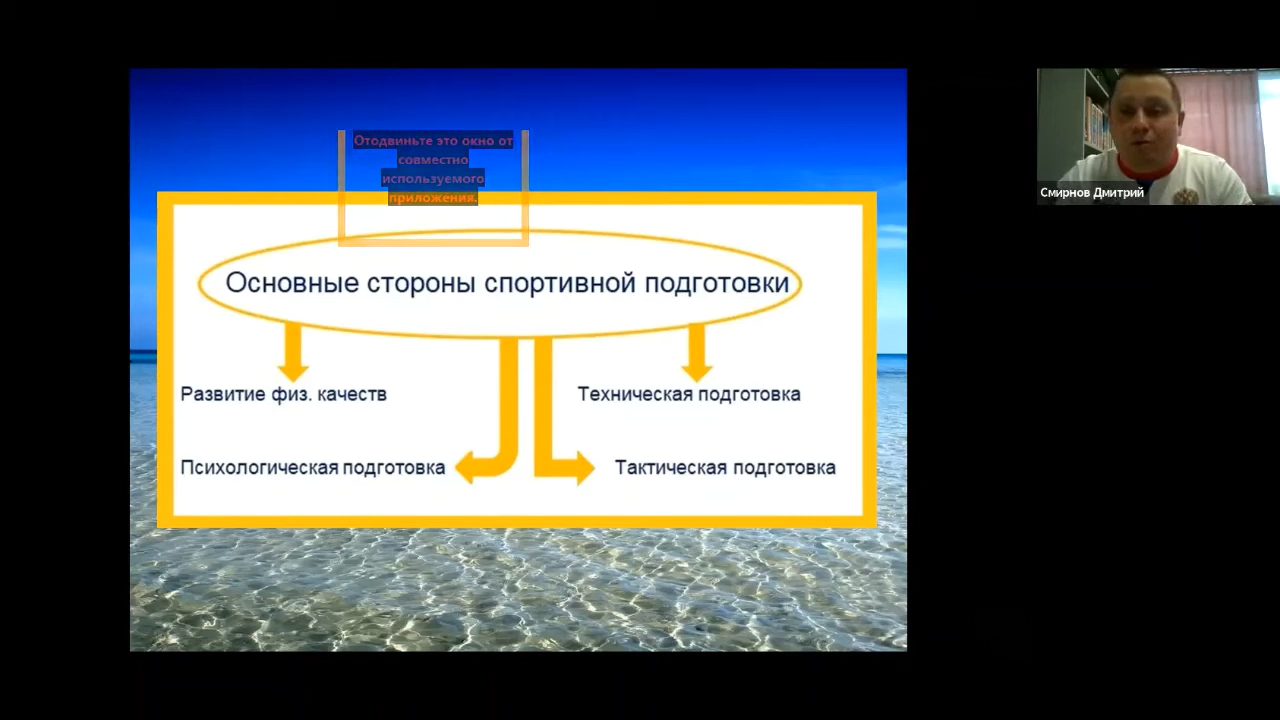 Отодвиньте это окно от
совместно
используемого
приложения.
Смирнов Дмитрий
Основные стороны спортивной подготовки
Развитие физ. качеств
Техническая подготовка
Психологическая подготовка
Тактическая подготовка